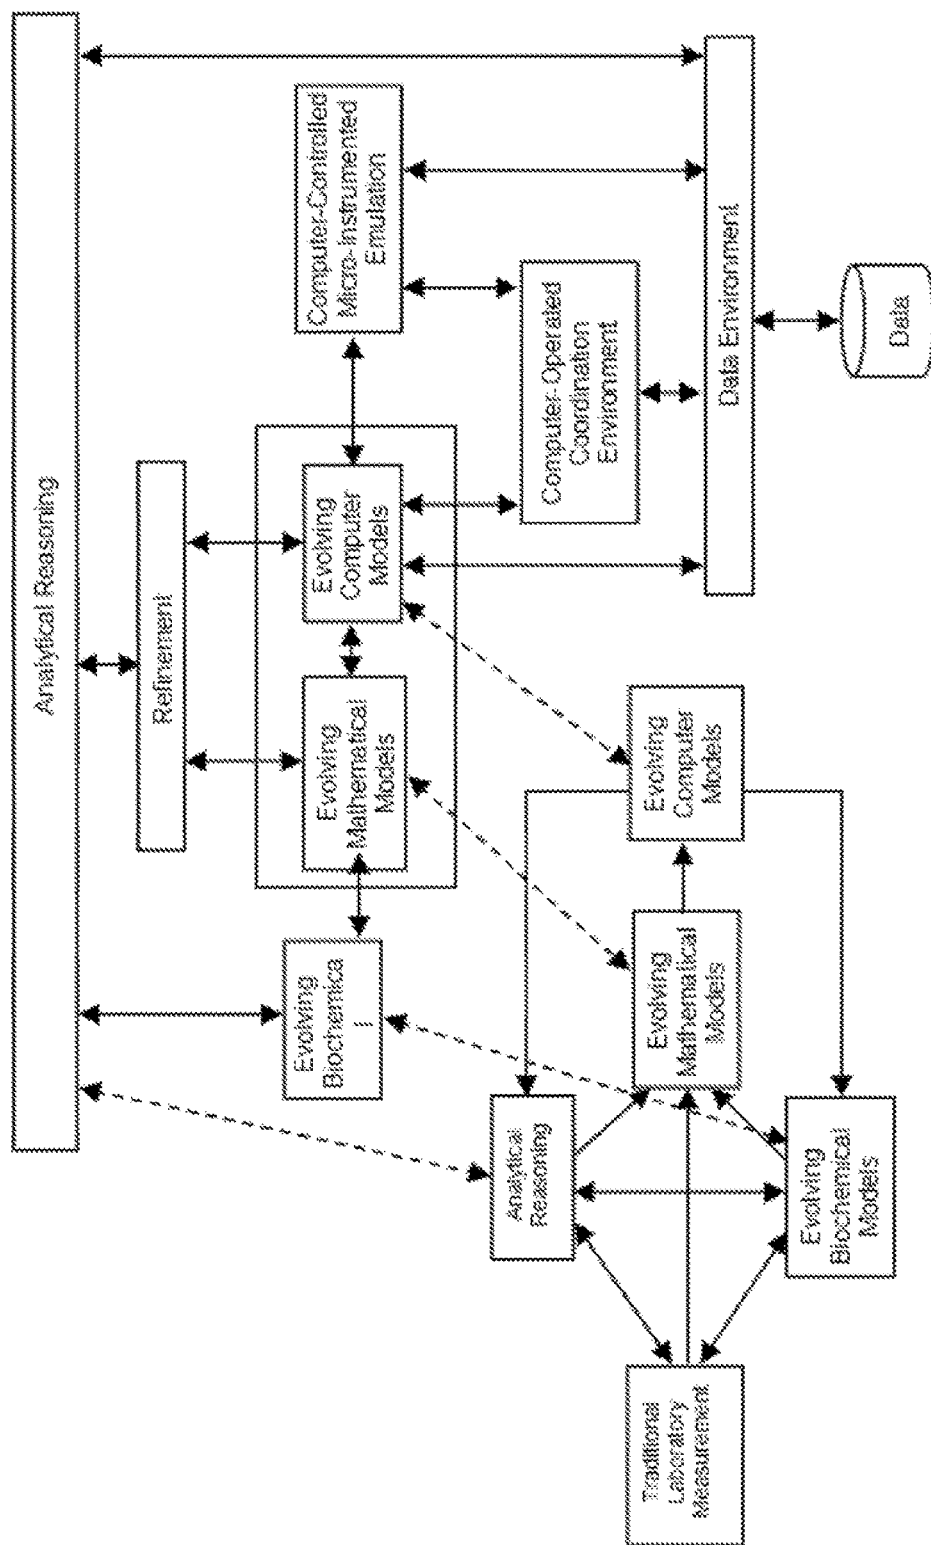 Analytical Reasoning
Refinement
Evolving
Biochemica
l
Evolving
Mathematical
Models
Evolving
Computer
Models
Computer-Controlled
Micro-Instrumented
Emulation
Computer-Operated
Coordination
Environment
Data Environment
Data
Traditional
Laboratory
Measurement
Analytical
Reasoning
Evolving
Biochemical
Models
Evolving
Mathematical
Models
Evolving
Computer
Models